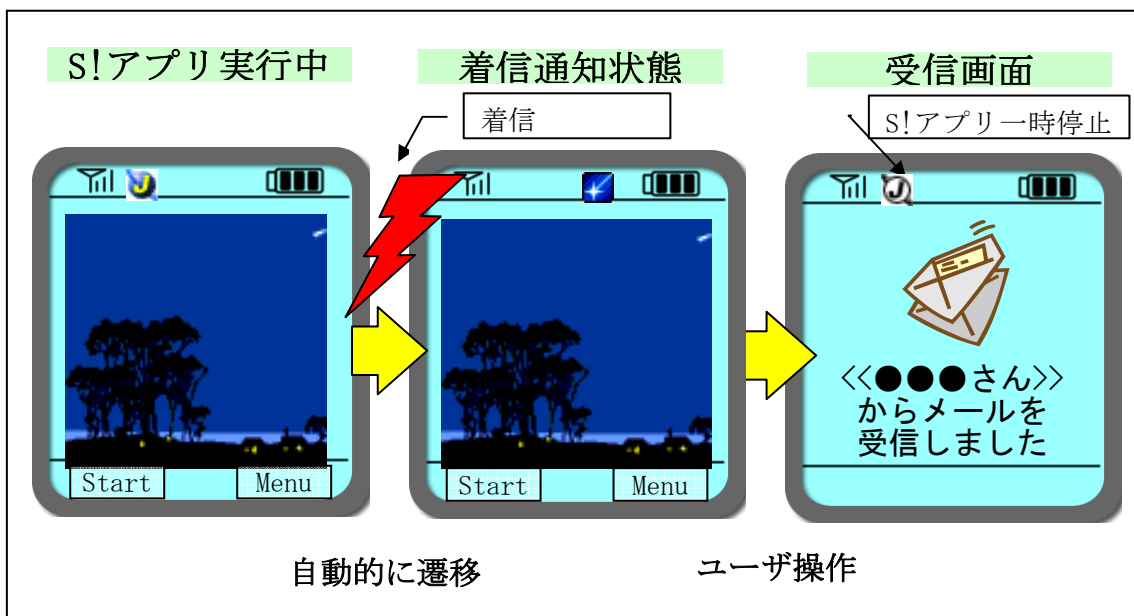 S!アプリ実行中
着信通知状態
受信画面
着信
S!アプリ一時停止
Start
Menu
Start
Menu
<<●●●さん>>
からメールを
受信しました
自動的に遷移
ユーザ操作